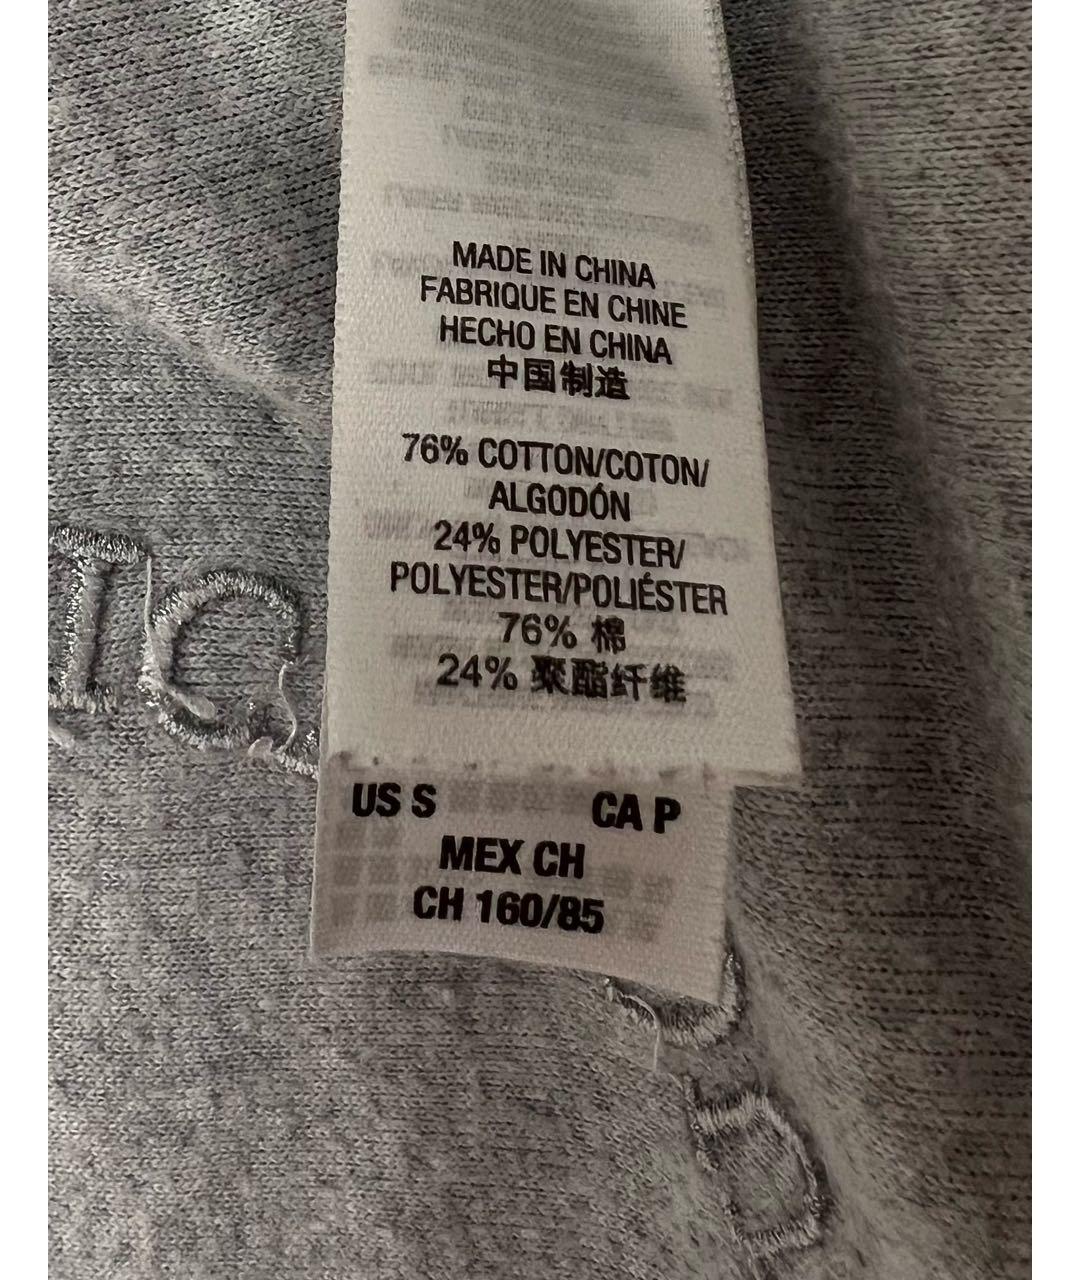 MADE IN CHINA
FABRIQUE EN CHINE
HECHO EN CHINA
中国制造
76% COTTON/COTON/
ALGODÓN
24% POLYESTER/
POLYESTER/POLIÉSTER
76% 棉
24% 聚酯纤维
US S CA P
MEX CH
CH 160/85